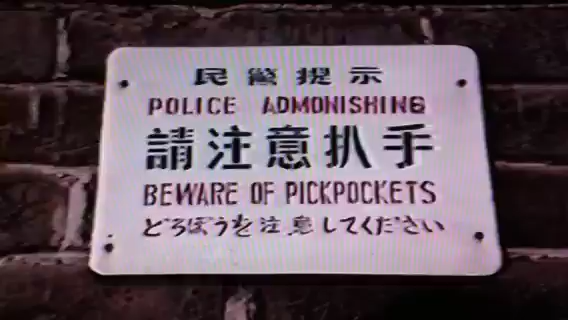 民警提示
POLICE ADMONISHING
請注意扒手
BEWARE OF PICKPOCKETS
どろぼうを注意してください